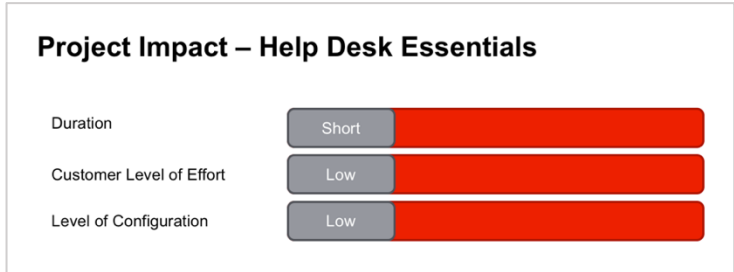 Project Impact – Help Desk Essentials
Duration Short
Customer Level of Effort Low
Level of Configuration Low